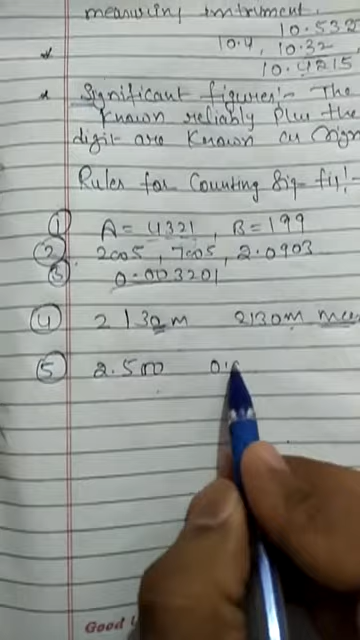 measuring instrument.
10.532
10.4, 10.32
10.4215
Significant figures:- The
Known reliably plus the
digit are Known as Sign
Rules for Counting Sig- fig!-
① A = 4321, B = 199
② 2005, 7005, 2.0903
③ 0.003201
④ 2130m 2130m mea
⑤ 2.500 0.
Good